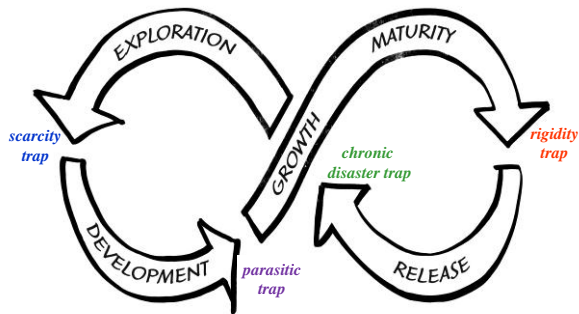 EXPLORATION
MATURITY
scarcity
trap
rigidity
trap
GROWTH
chronic
disaster trap
DEVELOPMENT
parasitic
trap
RELEASE